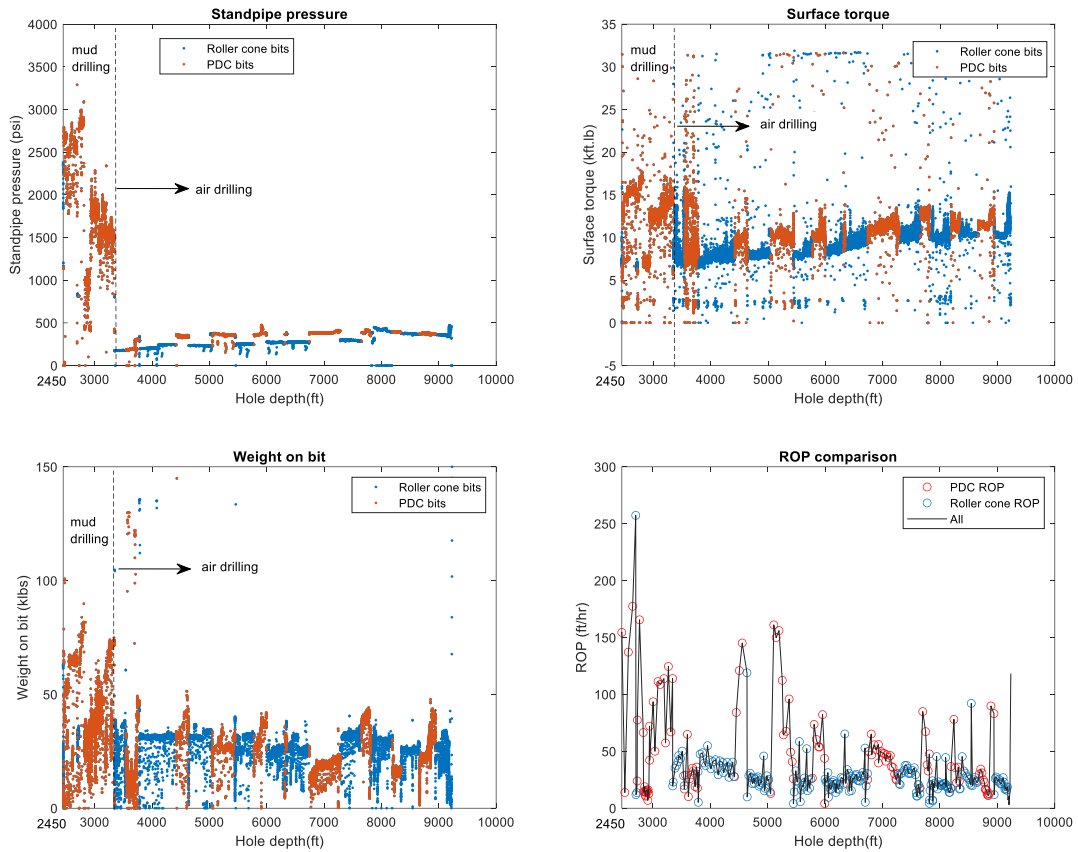 Standpipe pressure
4000
3500
3000
2500
2000
1500
1000
500
0
Standpipe pressure (psi)
mud
drilling
Roller cone bits
PDC bits
air drilling
2450
3000
4000
5000
6000
7000
8000
9000
10000
Hole depth(ft)
Surface torque
35
30
25
20
15
10
5
0
-5
Surface torque (kft.lb)
mud
drilling
Roller cone bits
PDC bits
air drilling
2450
3000
4000
5000
6000
7000
8000
9000
10000
Hole depth(ft)
Weight on bit
150
100
50
0
Weight on bit (klbs)
mud
drilling
Roller cone bits
PDC bits
air drilling
2450
3000
4000
5000
6000
7000
8000
9000
10000
Hole depth(ft)
ROP comparison
300
250
200
150
100
50
0
ROP (ft/hr)
PDC ROP
Roller cone ROP
All
2450
3000
4000
5000
6000
7000
8000
9000
10000
Hole depth(ft)